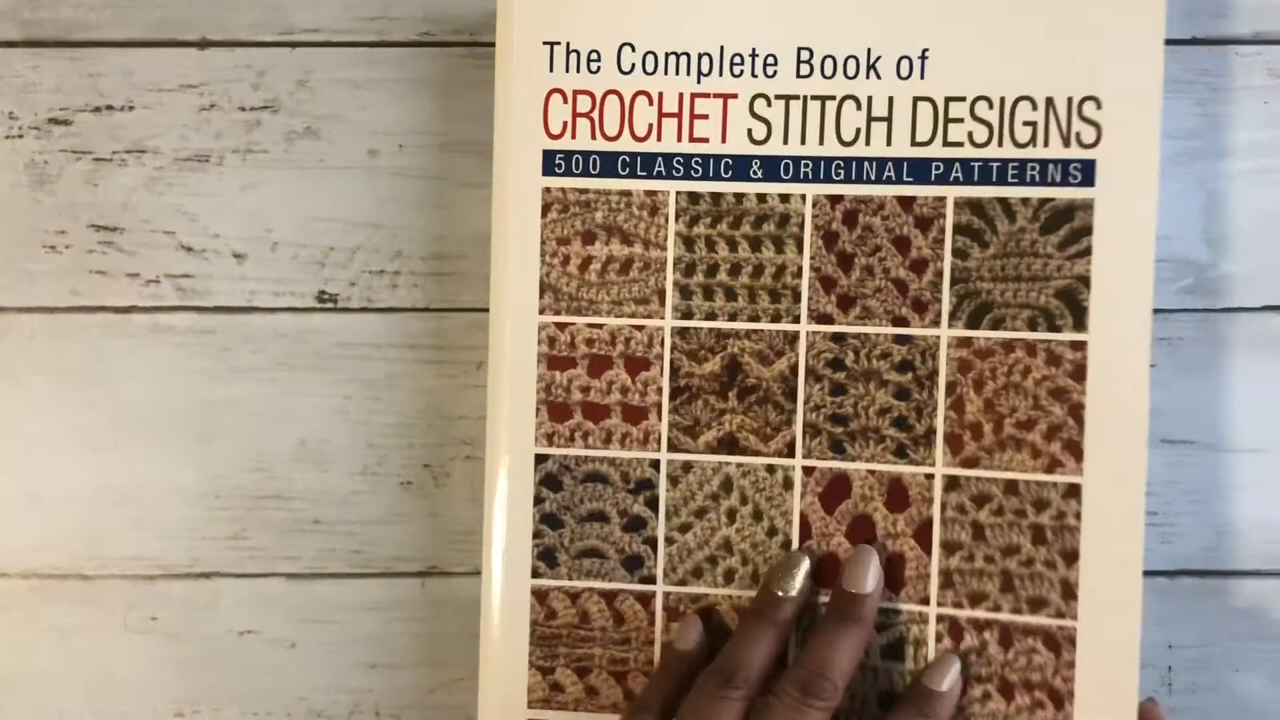 The Complete Book of
CROCHET STITCH DESIGNS
500 CLASSIC & ORIGINAL PATTERNS